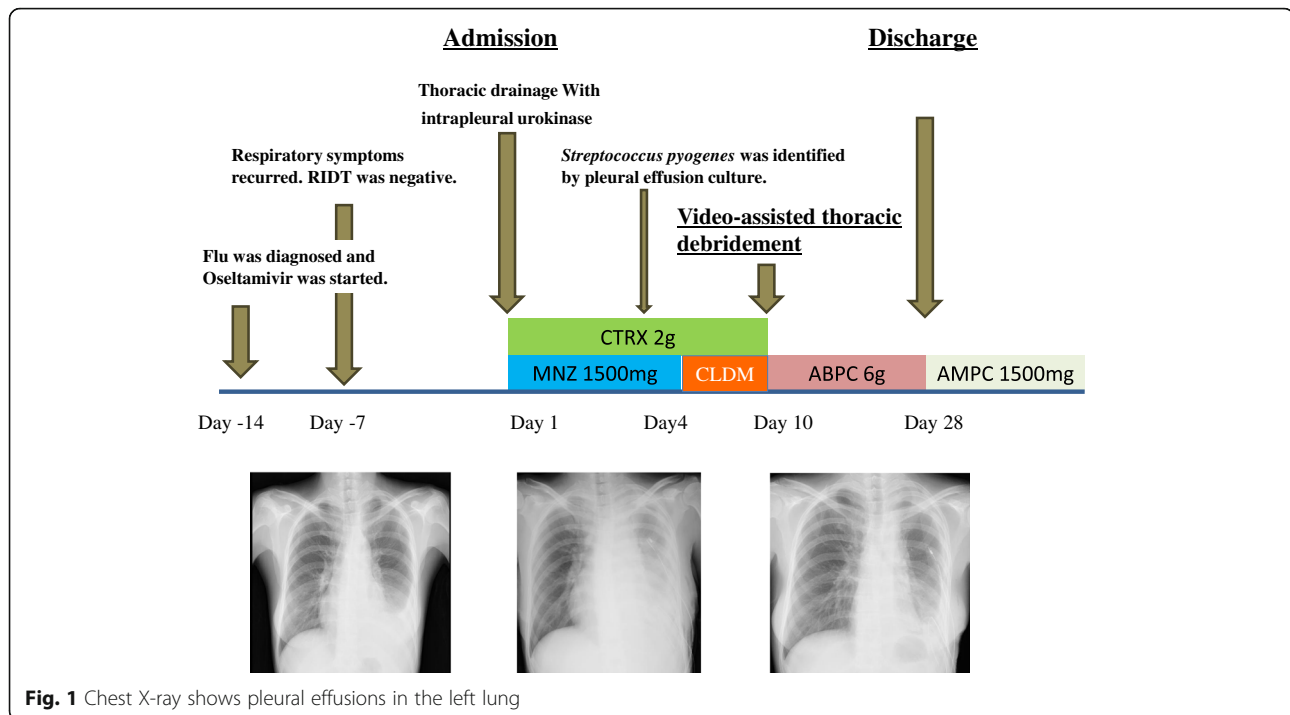 Admission
Discharge
Thoracic drainage With
intrapleural urokinase
Respiratory symptoms
recurred. RIDT was negative.
Streptococcus pyogenes was identified
by pleural effusion culture.
Video-assisted thoracic
debridement
Flu was diagnosed and
Oseltamivir was started.
CTRX 2g
MNZ 1500mg
CLDM
ABPC 6g
AMPC 1500mg
Day -14
Day -7
Day 1
Day4
Day 10
Day 28
Fig. 1 Chest X-ray shows pleural effusions in the left lung